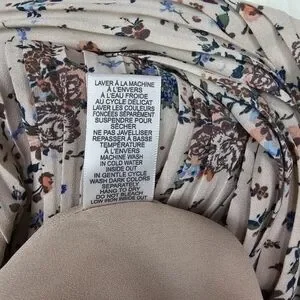 LAVER À LA MACHINE
À L'ENVERS
À L'EAU FROIDE
AU CYCLE DÉLICAT
LAVER LES COULEURS
FONCÉES SÉPARÉMENT
SUSPENDRE POUR
SÉCHER
NE PAS JAVELLISER
REPASSER À BASSE
TEMPÉRATURE
À L'ENVERS
MACHINE WASH
IN COLD WATER
INSIDE OUT
IN GENTLE CYCLE
WASH DARK COLORS
SEPARATELY
HANG TO DRY
DO NOT BLEACH
LOW IRON INSIDE OUT